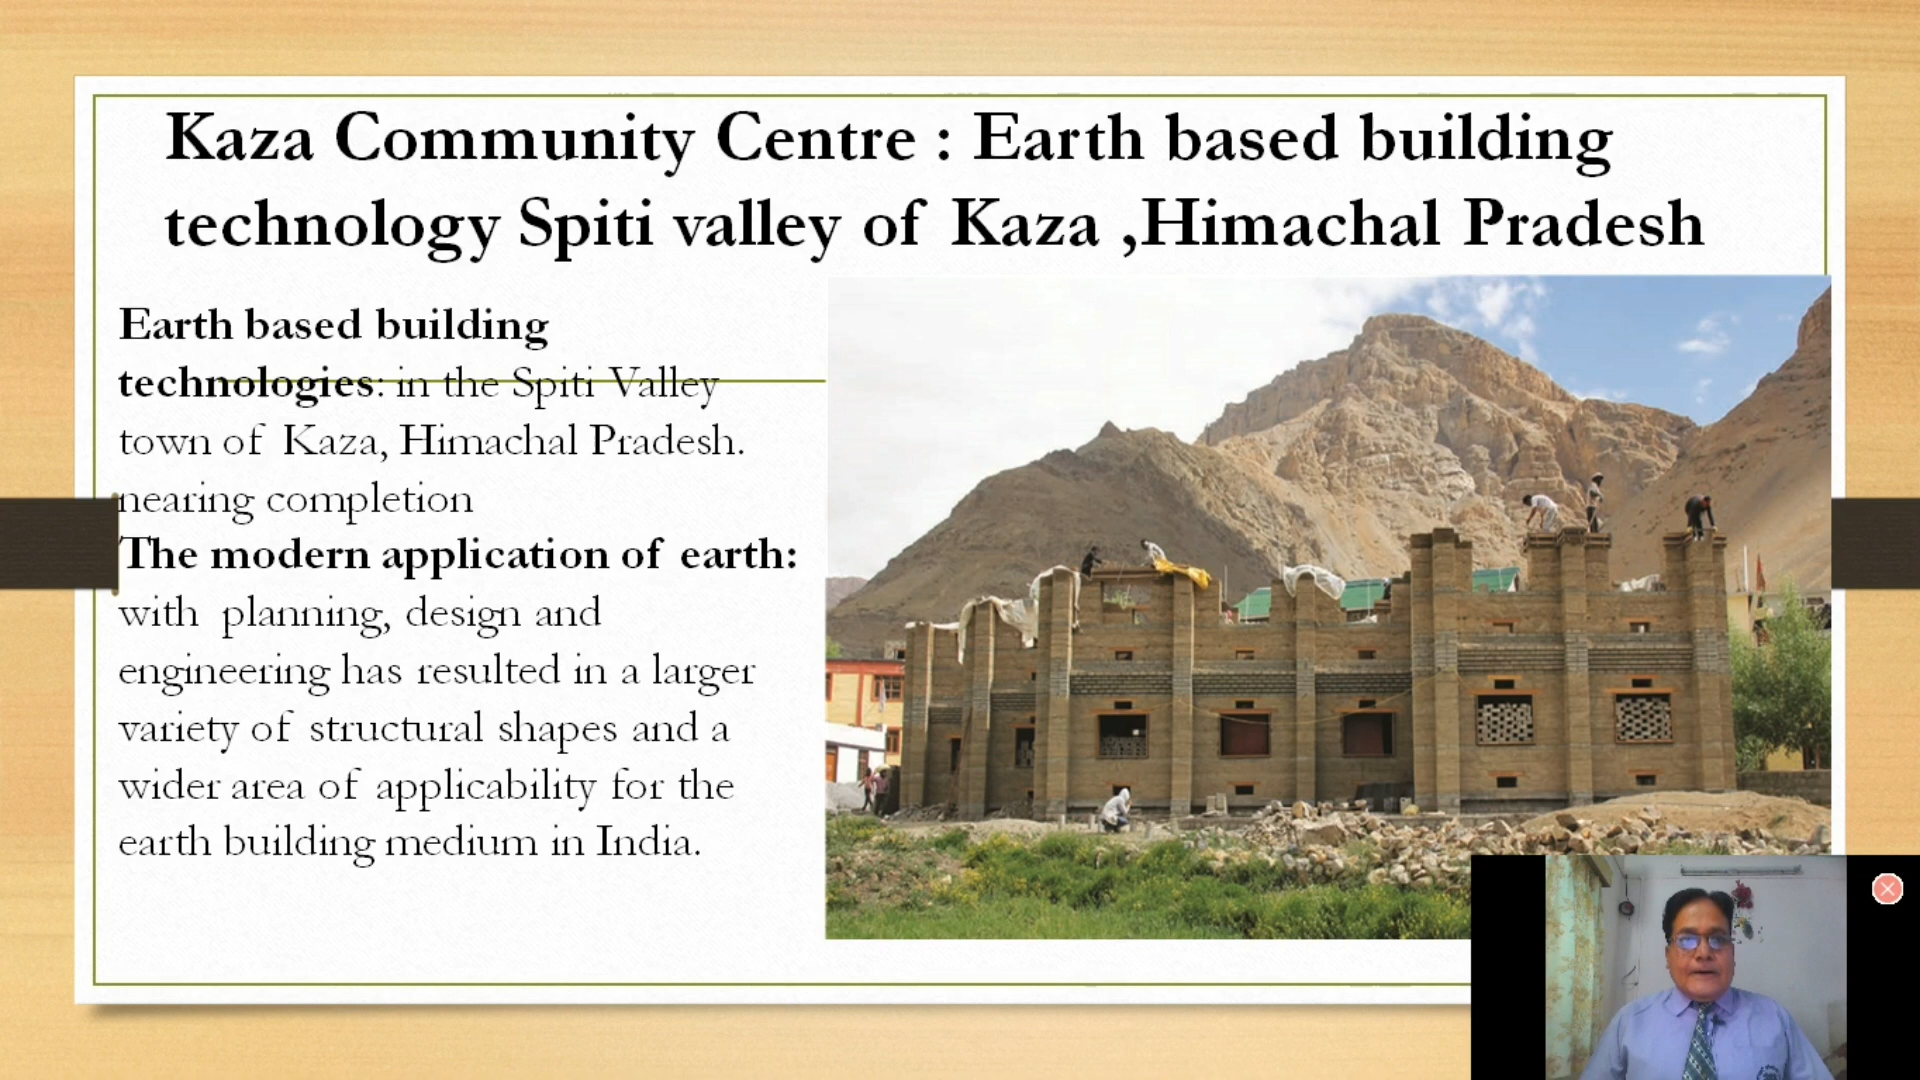 Kaza Community Centre : Earth based building
technology Spiti valley of Kaza ,Himachal Pradesh
Earth based building
technologies: in the Spiti Valley
town of Kaza, Himachal Pradesh.
nearing completion
The modern application of earth:
with planning, design and
engineering has resulted in a larger
variety of structural shapes and a
wider area of applicability for the
earth building medium in India.